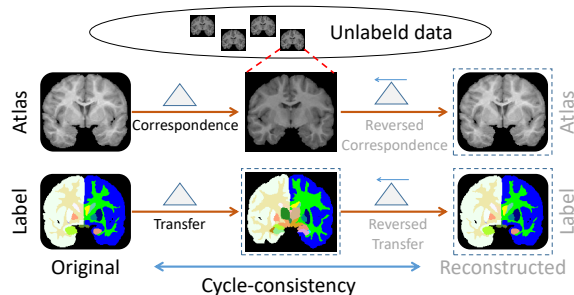 Unlabeld data
Atlas
Correspondence
Reversed
Correspondence
Atlas
Label
Transfer
Reversed
Transfer
Label
Original
Reconstructed
Cycle-consistency